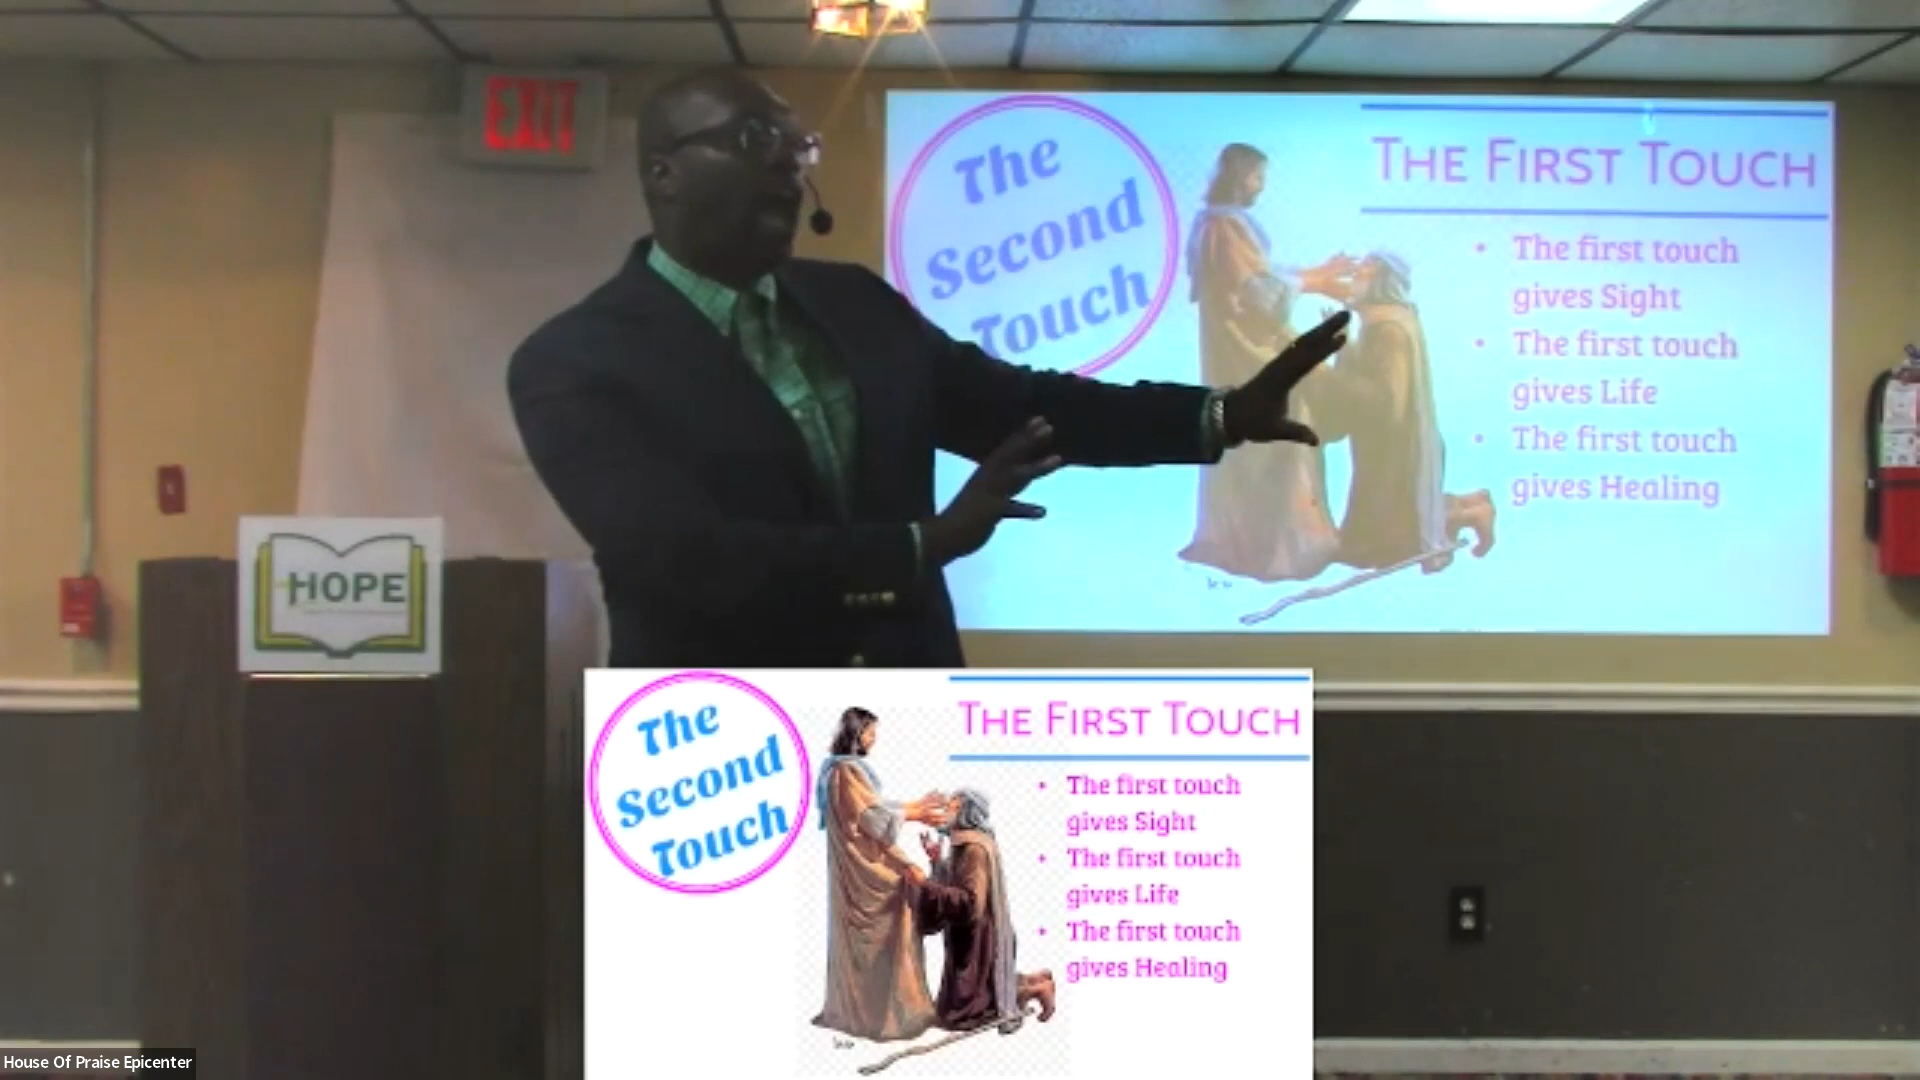 EXIT
The
Second
Touch
THE FIRST TOUCH
• The first touch
gives Sight
• The first touch
gives Life
• The first touch
gives Healing
HOPE
The
Second
Touch
THE FIRST TOUCH
• The first touch
gives Sight
• The first touch
gives Life
• The first touch
gives Healing
House Of Praise Epicenter